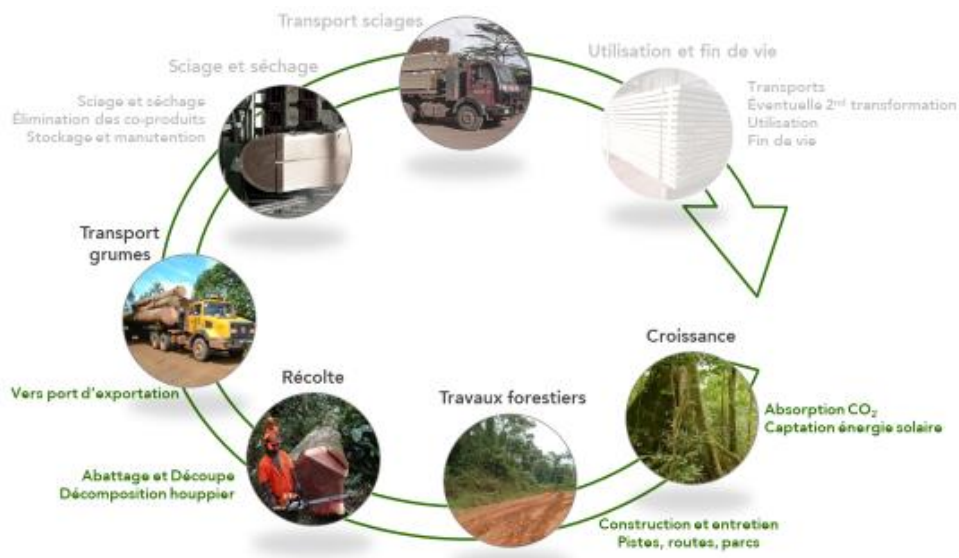 Transport sciages
Sciage et séchage
Utilisation et fin de vie
Sciage et séchage
Élimination des co-produits
Stockage et manutention
Transports
Éventuelle 2nd transformation
Utilisation
Fin de vie
Transport
grumes
Vers port d'exportation
Récolte
Abattage et Découpe
Décomposition houppier
Travaux forestiers
Construction et entretien
Pistes, routes, parcs
Croissance
Absorption CO₂
Captation énergie solaire